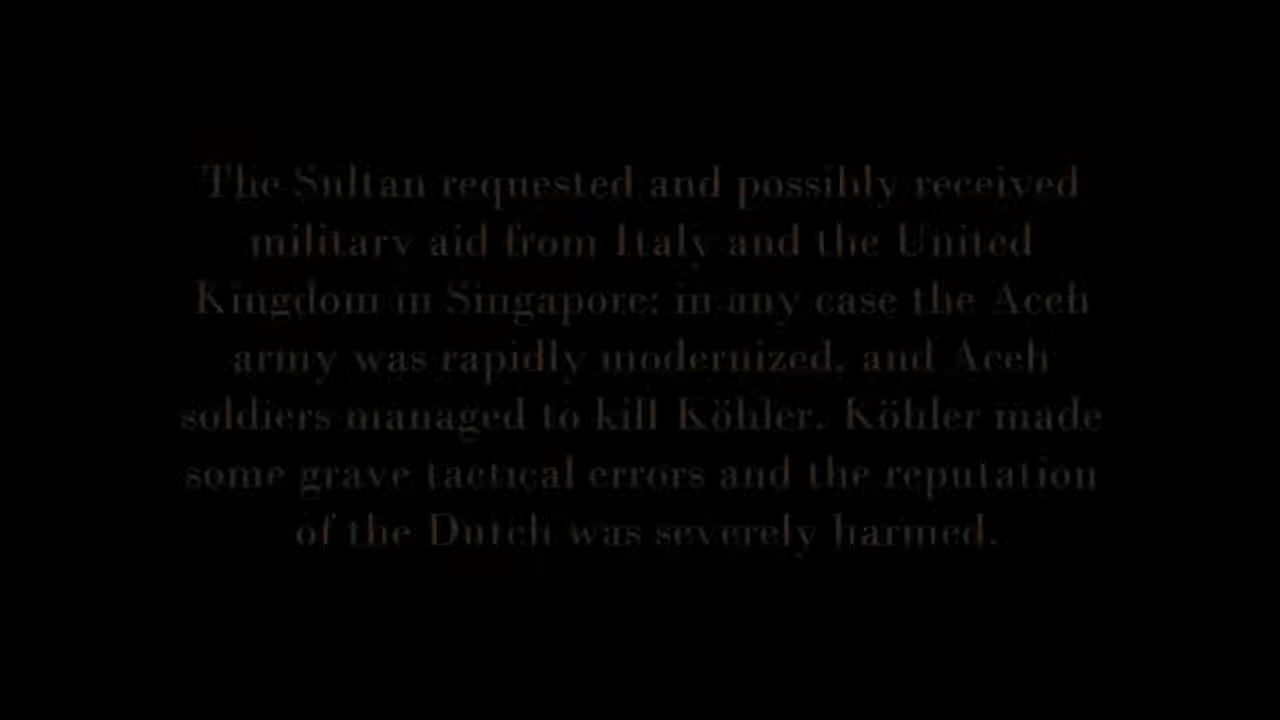 The Sultan requested and possibly received
military aid from Italy and the United
Kingdom in Singapore: in any case the Aceh
army was rapidly modernized, and Aceh
soldiers managed to kill Köhler. Köhler made
some grave tactical errors and the reputation
of the Dutch was severely harmed.